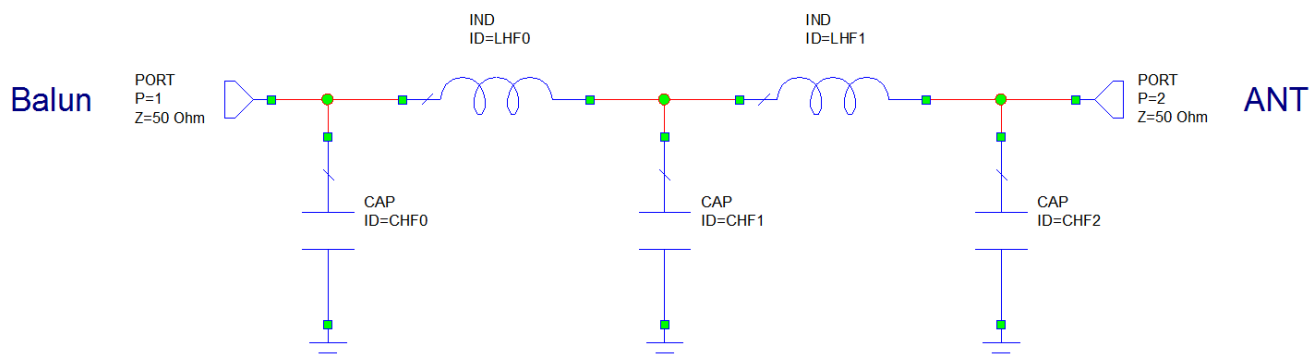 IND
ID=LHF0
IND
ID=LHF1
Balun
PORT
P=1
Z=50 Ohm
PORT
P=2
Z=50 Ohm
ANT
CAP
ID=CHF0
CAP
ID=CHF1
CAP
ID=CHF2